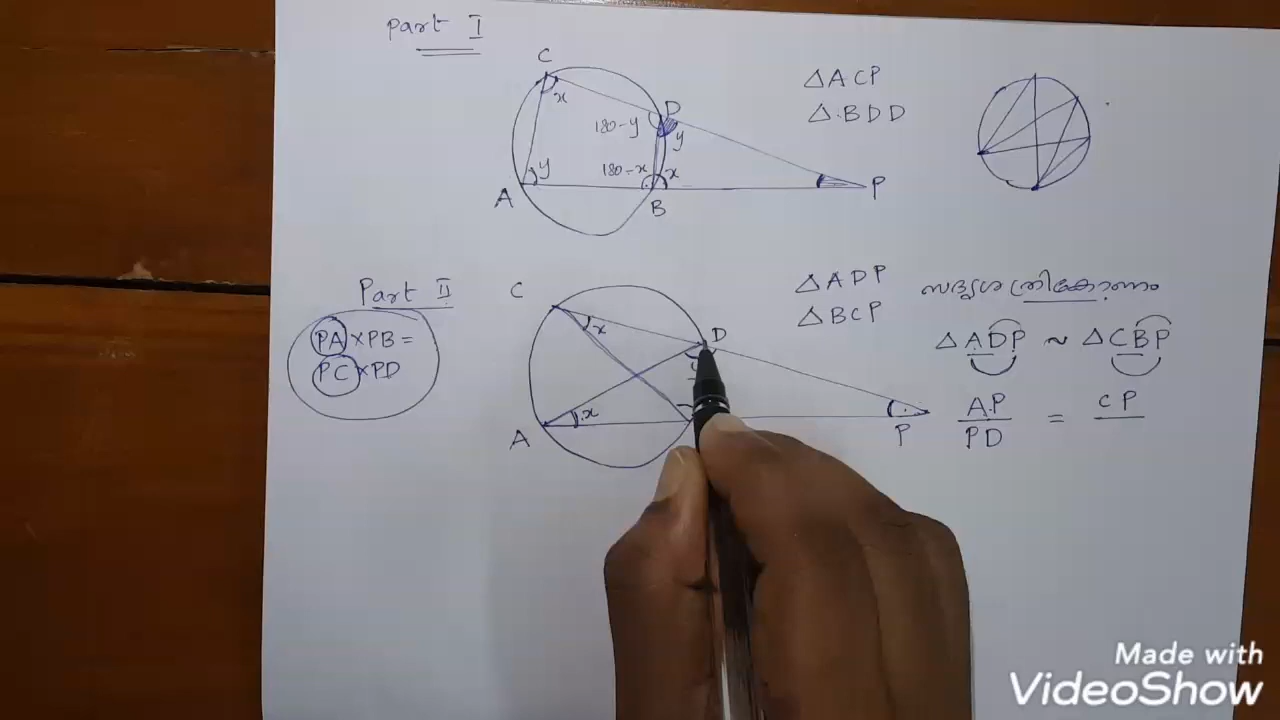 Part I
C
x
D
180-y
y
y
180-x
x
A
B
P
△ACP
△.BDD
Part II
PA×PB=
PC×PD
C
x
D
x
A
P
△ADP
△BCP
സദൃശ ത്രികോണം
△ADP ~ △CBP
AP = CP
PD
Made with
VideoShow